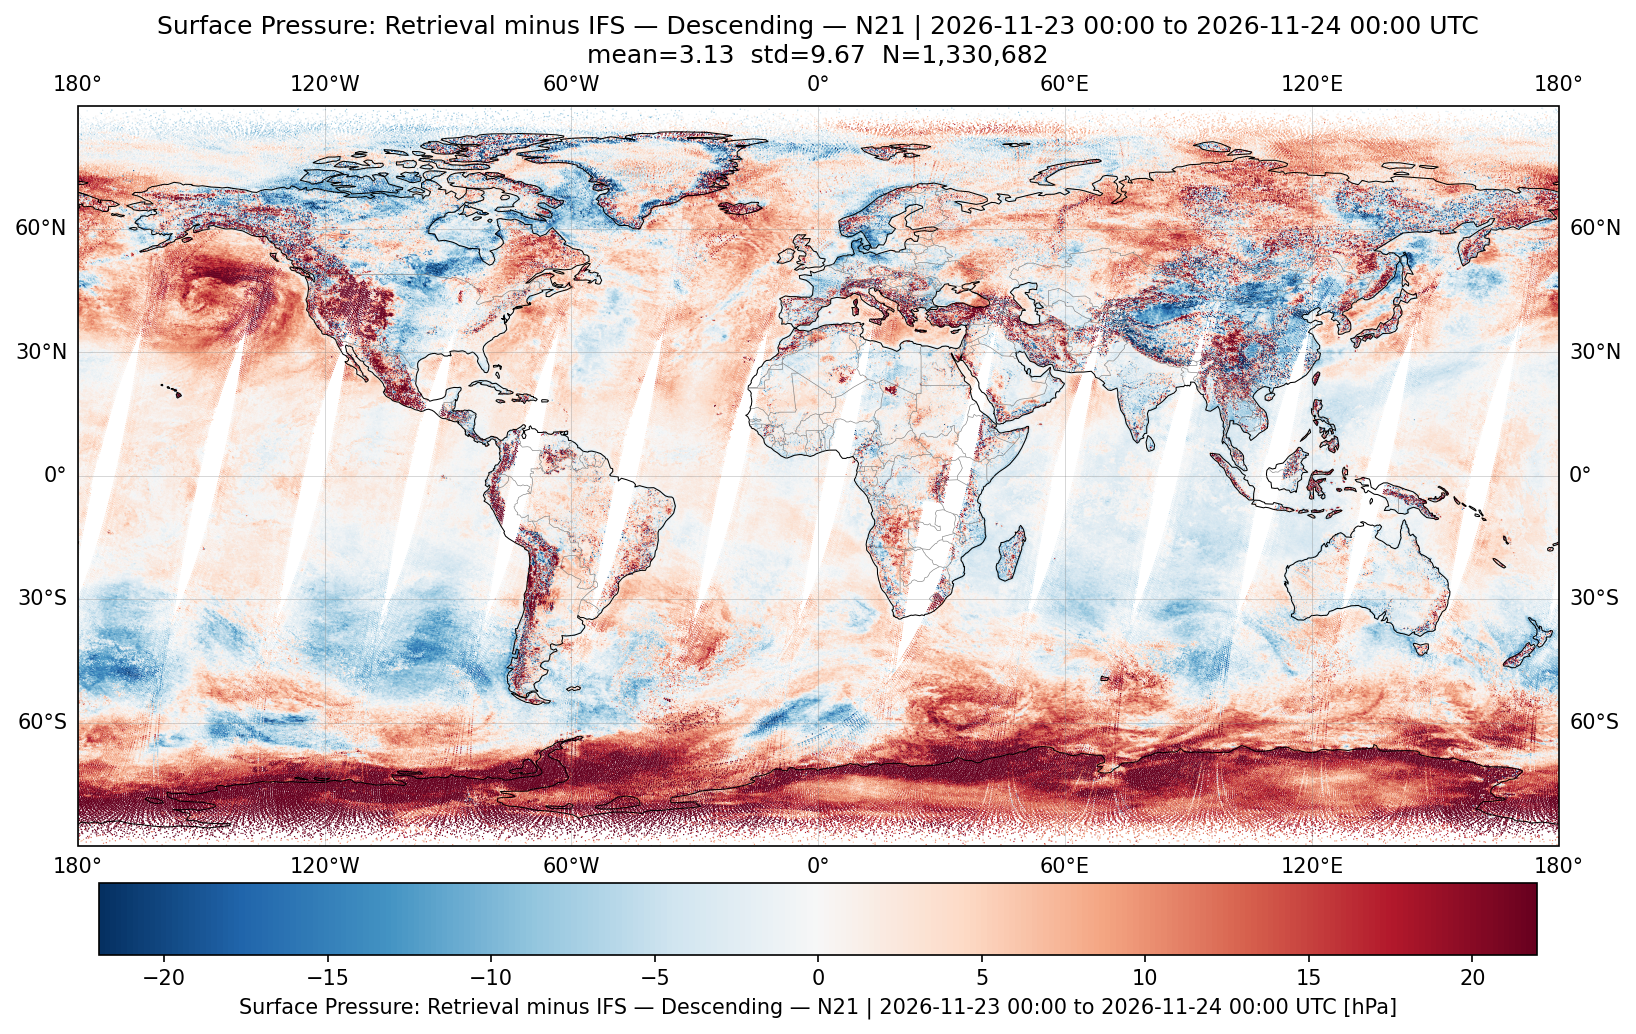 Surface Pressure: Retrieval minus IFS — Descending — N21 | 2026-11-23 00:00 to 2026-11-24 00:00 UTC
mean=3.13  std=9.67  N=1,330,682
180° 120°W 60°W 0° 60°E 120°E 180°
60°N 60°N
30°N 30°N
0° 0°
30°S 30°S
60°S 60°S
180° 120°W 60°W 0° 60°E 120°E 180°
−20 −15 −10 −5 0 5 10 15 20
Surface Pressure: Retrieval minus IFS — Descending — N21 | 2026-11-23 00:00 to 2026-11-24 00:00 UTC [hPa]